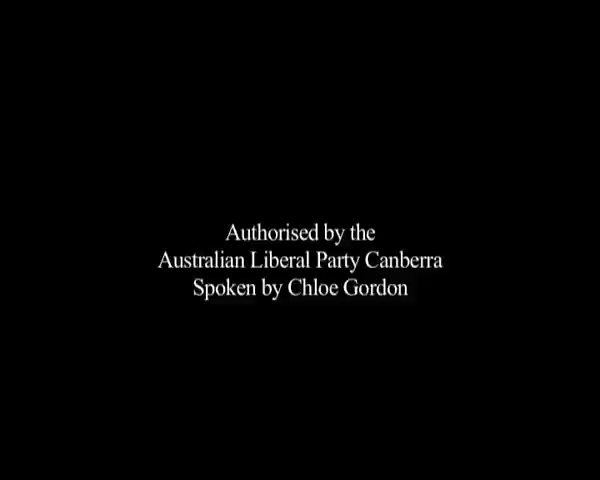 Authorised by the
Australian Liberal Party Canberra
Spoken by Chloe Gordon